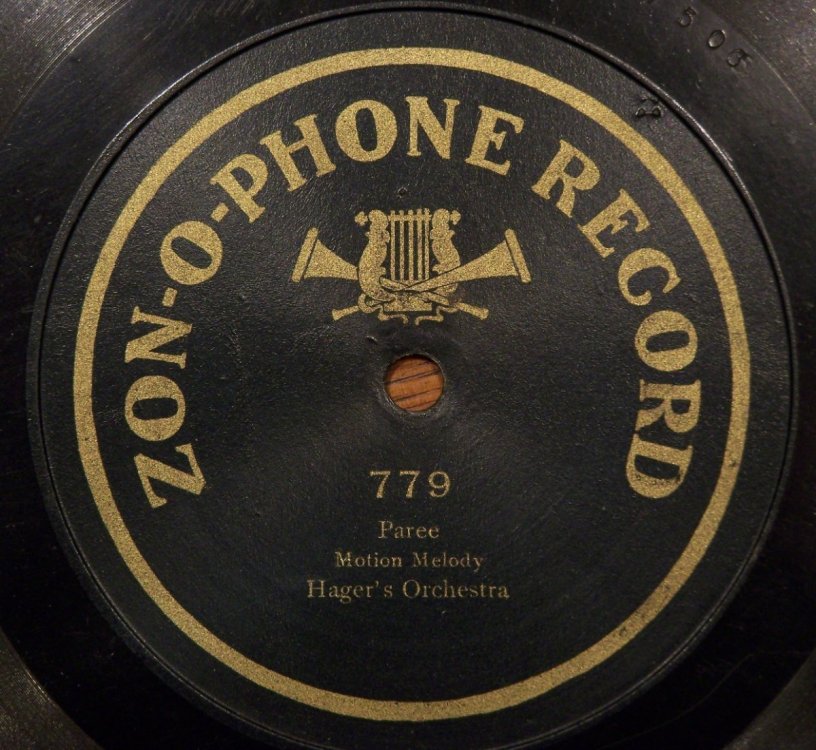 ZON-O-PHONE RECORD
779
Paree
Motion Melody
Hager's Orchestra